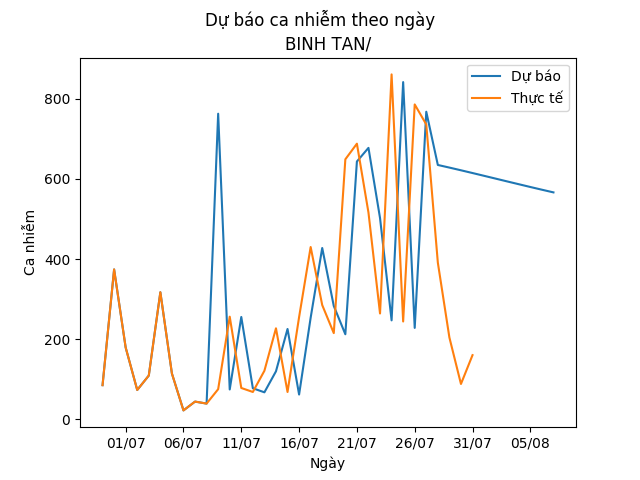 Dự báo ca nhiễm theo ngày
BINH TAN/
Dự báo
Thực tế
800
600
400
200
0
Ca nhiễm
01/07 06/07 11/07 16/07 21/07 26/07 31/07 05/08
Ngày